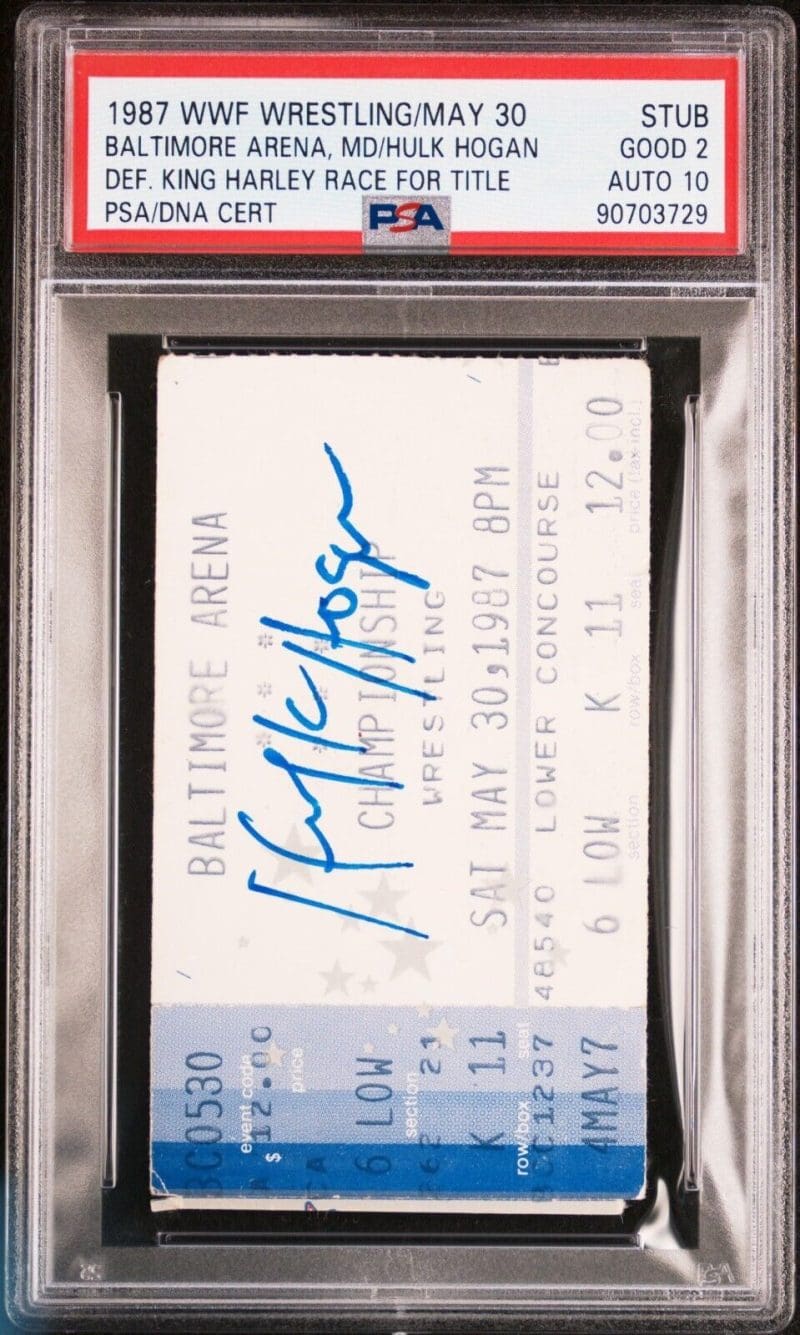 1987 WWF WRESTLING/MAY 30 STUB
BALTIMORE ARENA, MD/HULK HOGAN GOOD 2
DEF. KING HARLEY RACE FOR TITLE AUTO 10
PSA/DNA CERT PSA 90703729
BALTIMORE ARENA
* * *
Hulk Hogan
* *
CHAMPIONSHIP
WRESTLING
SAT MAY 30,1987 8PM
48540 LOWER CONCOURSE
6 LOW K 11 12.00
section row/box seat price (tax incl.)
event code
$ 12.00
price
6 LOW
section
K 11
row/box seat
4MAY7
PSA